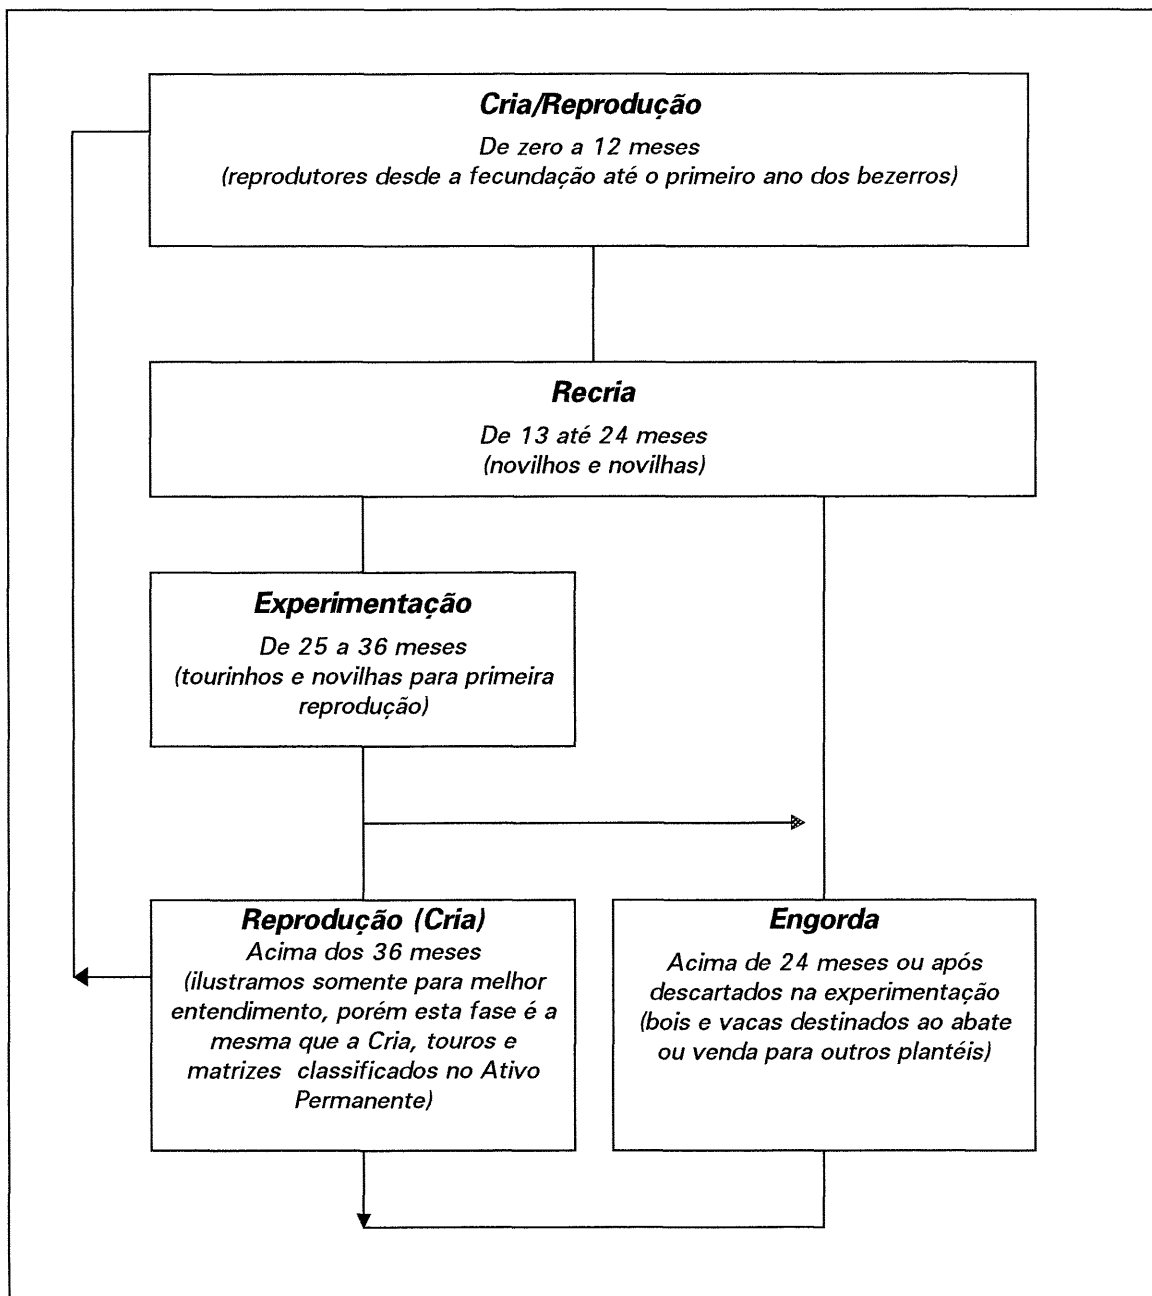 Cria/Reprodução
De zero a 12 meses
(reprodutores desde a fecundação até o primeiro ano dos bezerros)
Recria
De 13 até 24 meses
(novilhos e novilhas)
Experimentação
De 25 a 36 meses
(tourinhos e novilhas para primeira
reprodução)
Reprodução (Cria)
Acima dos 36 meses
(ilustramos somente para melhor
entendimento, porém esta fase é a
mesma que a Cria, touros e
matrizes classificados no Ativo
Permanente)
Engorda
Acima de 24 meses ou após
descartados na experimentação
(bois e vacas destinados ao abate
ou venda para outros plantéis)